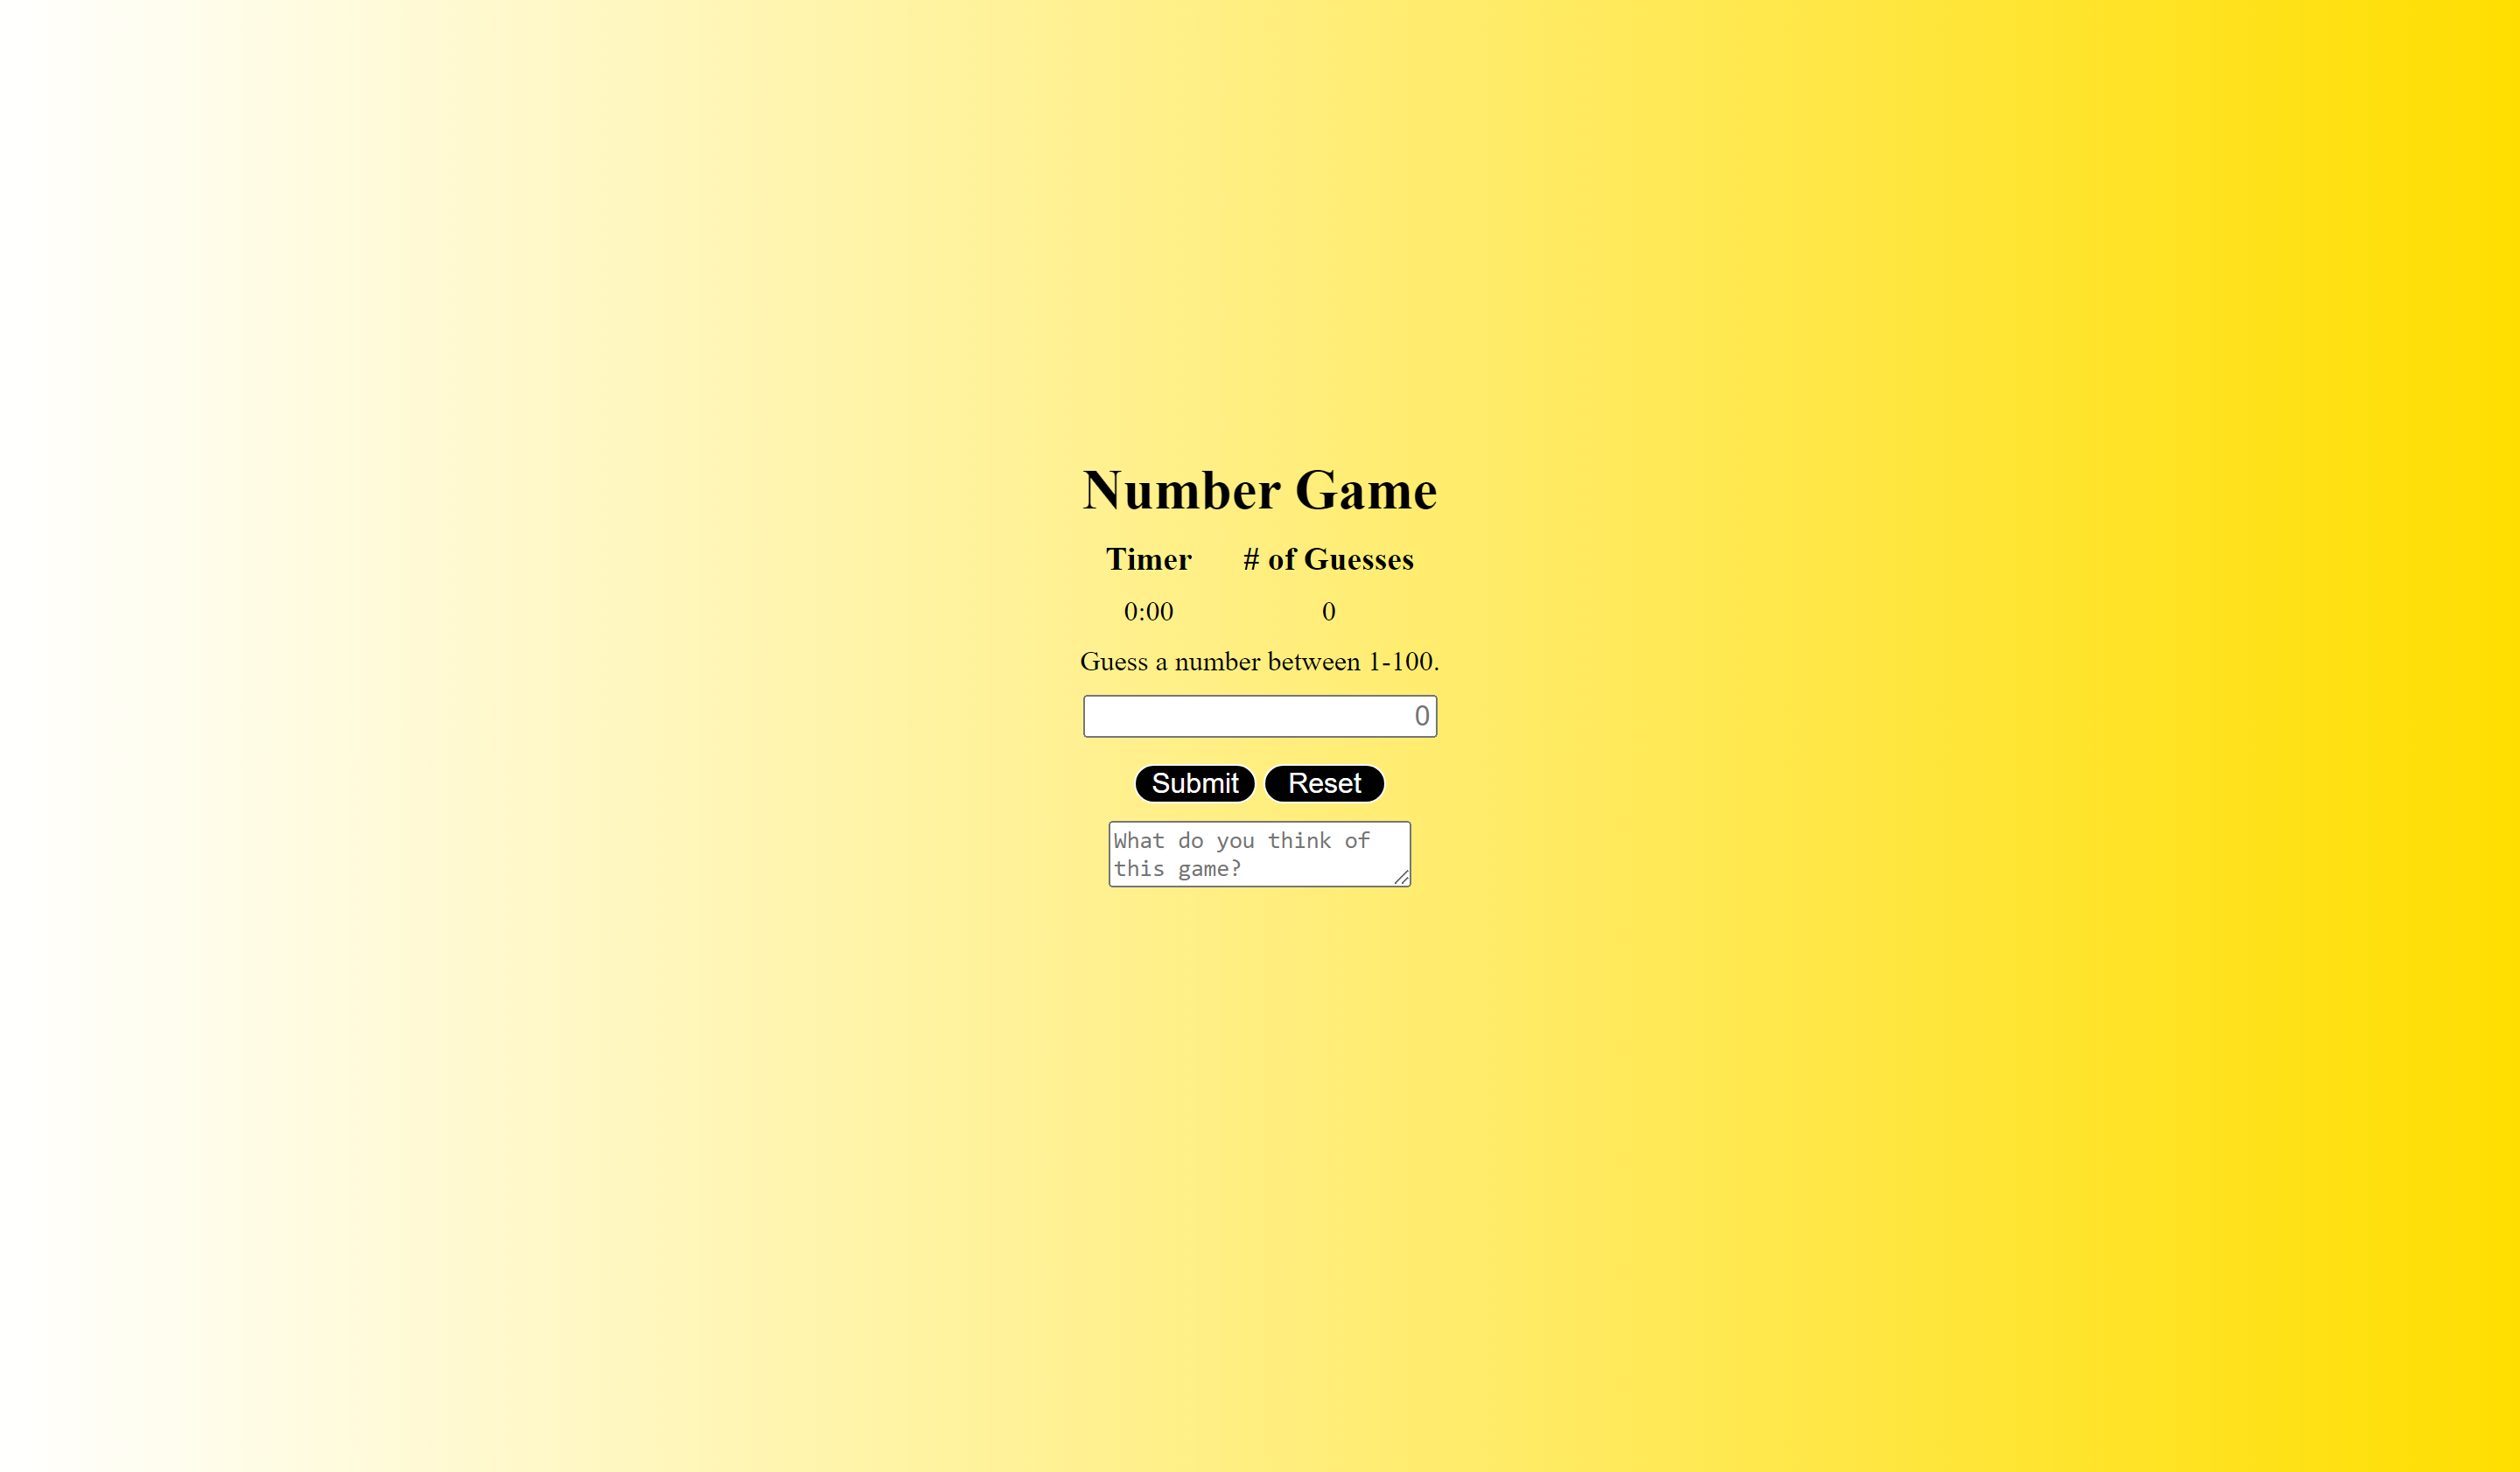 Number Game
Timer # of Guesses
0:00 0
Guess a number between 1-100.
0
Submit Reset
What do you think of
this game?